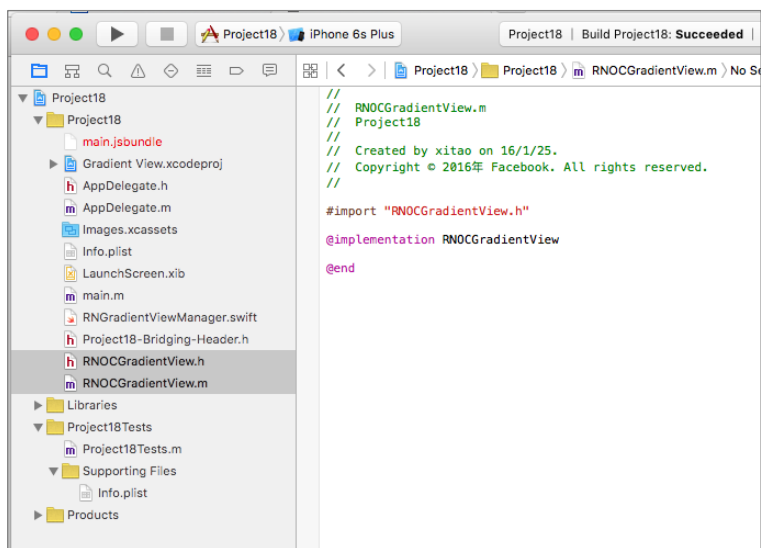 Project18 〉 iPhone 6s Plus
Project18 | Build Project18: Succeeded |
Project18 〉 Project18 〉 m RNOCGradientView.m 〉 No Se
Project18
Project18
main.jsbundle
Gradient View.xcodeproj
h AppDelegate.h
m AppDelegate.m
Images.xcassets
Info.plist
LaunchScreen.xib
m main.m
RNGradientViewManager.swift
h Project18-Bridging-Header.h
h RNOCGradientView.h
m RNOCGradientView.m
Libraries
Project18Tests
m Project18Tests.m
Supporting Files
Info.plist
Products
//
//  RNOCGradientView.m
//  Project18
//
//  Created by xitao on 16/1/25.
//  Copyright © 2016年 Facebook. All rights reserved.
//
#import "RNOCGradientView.h"
@implementation RNOCGradientView
@end